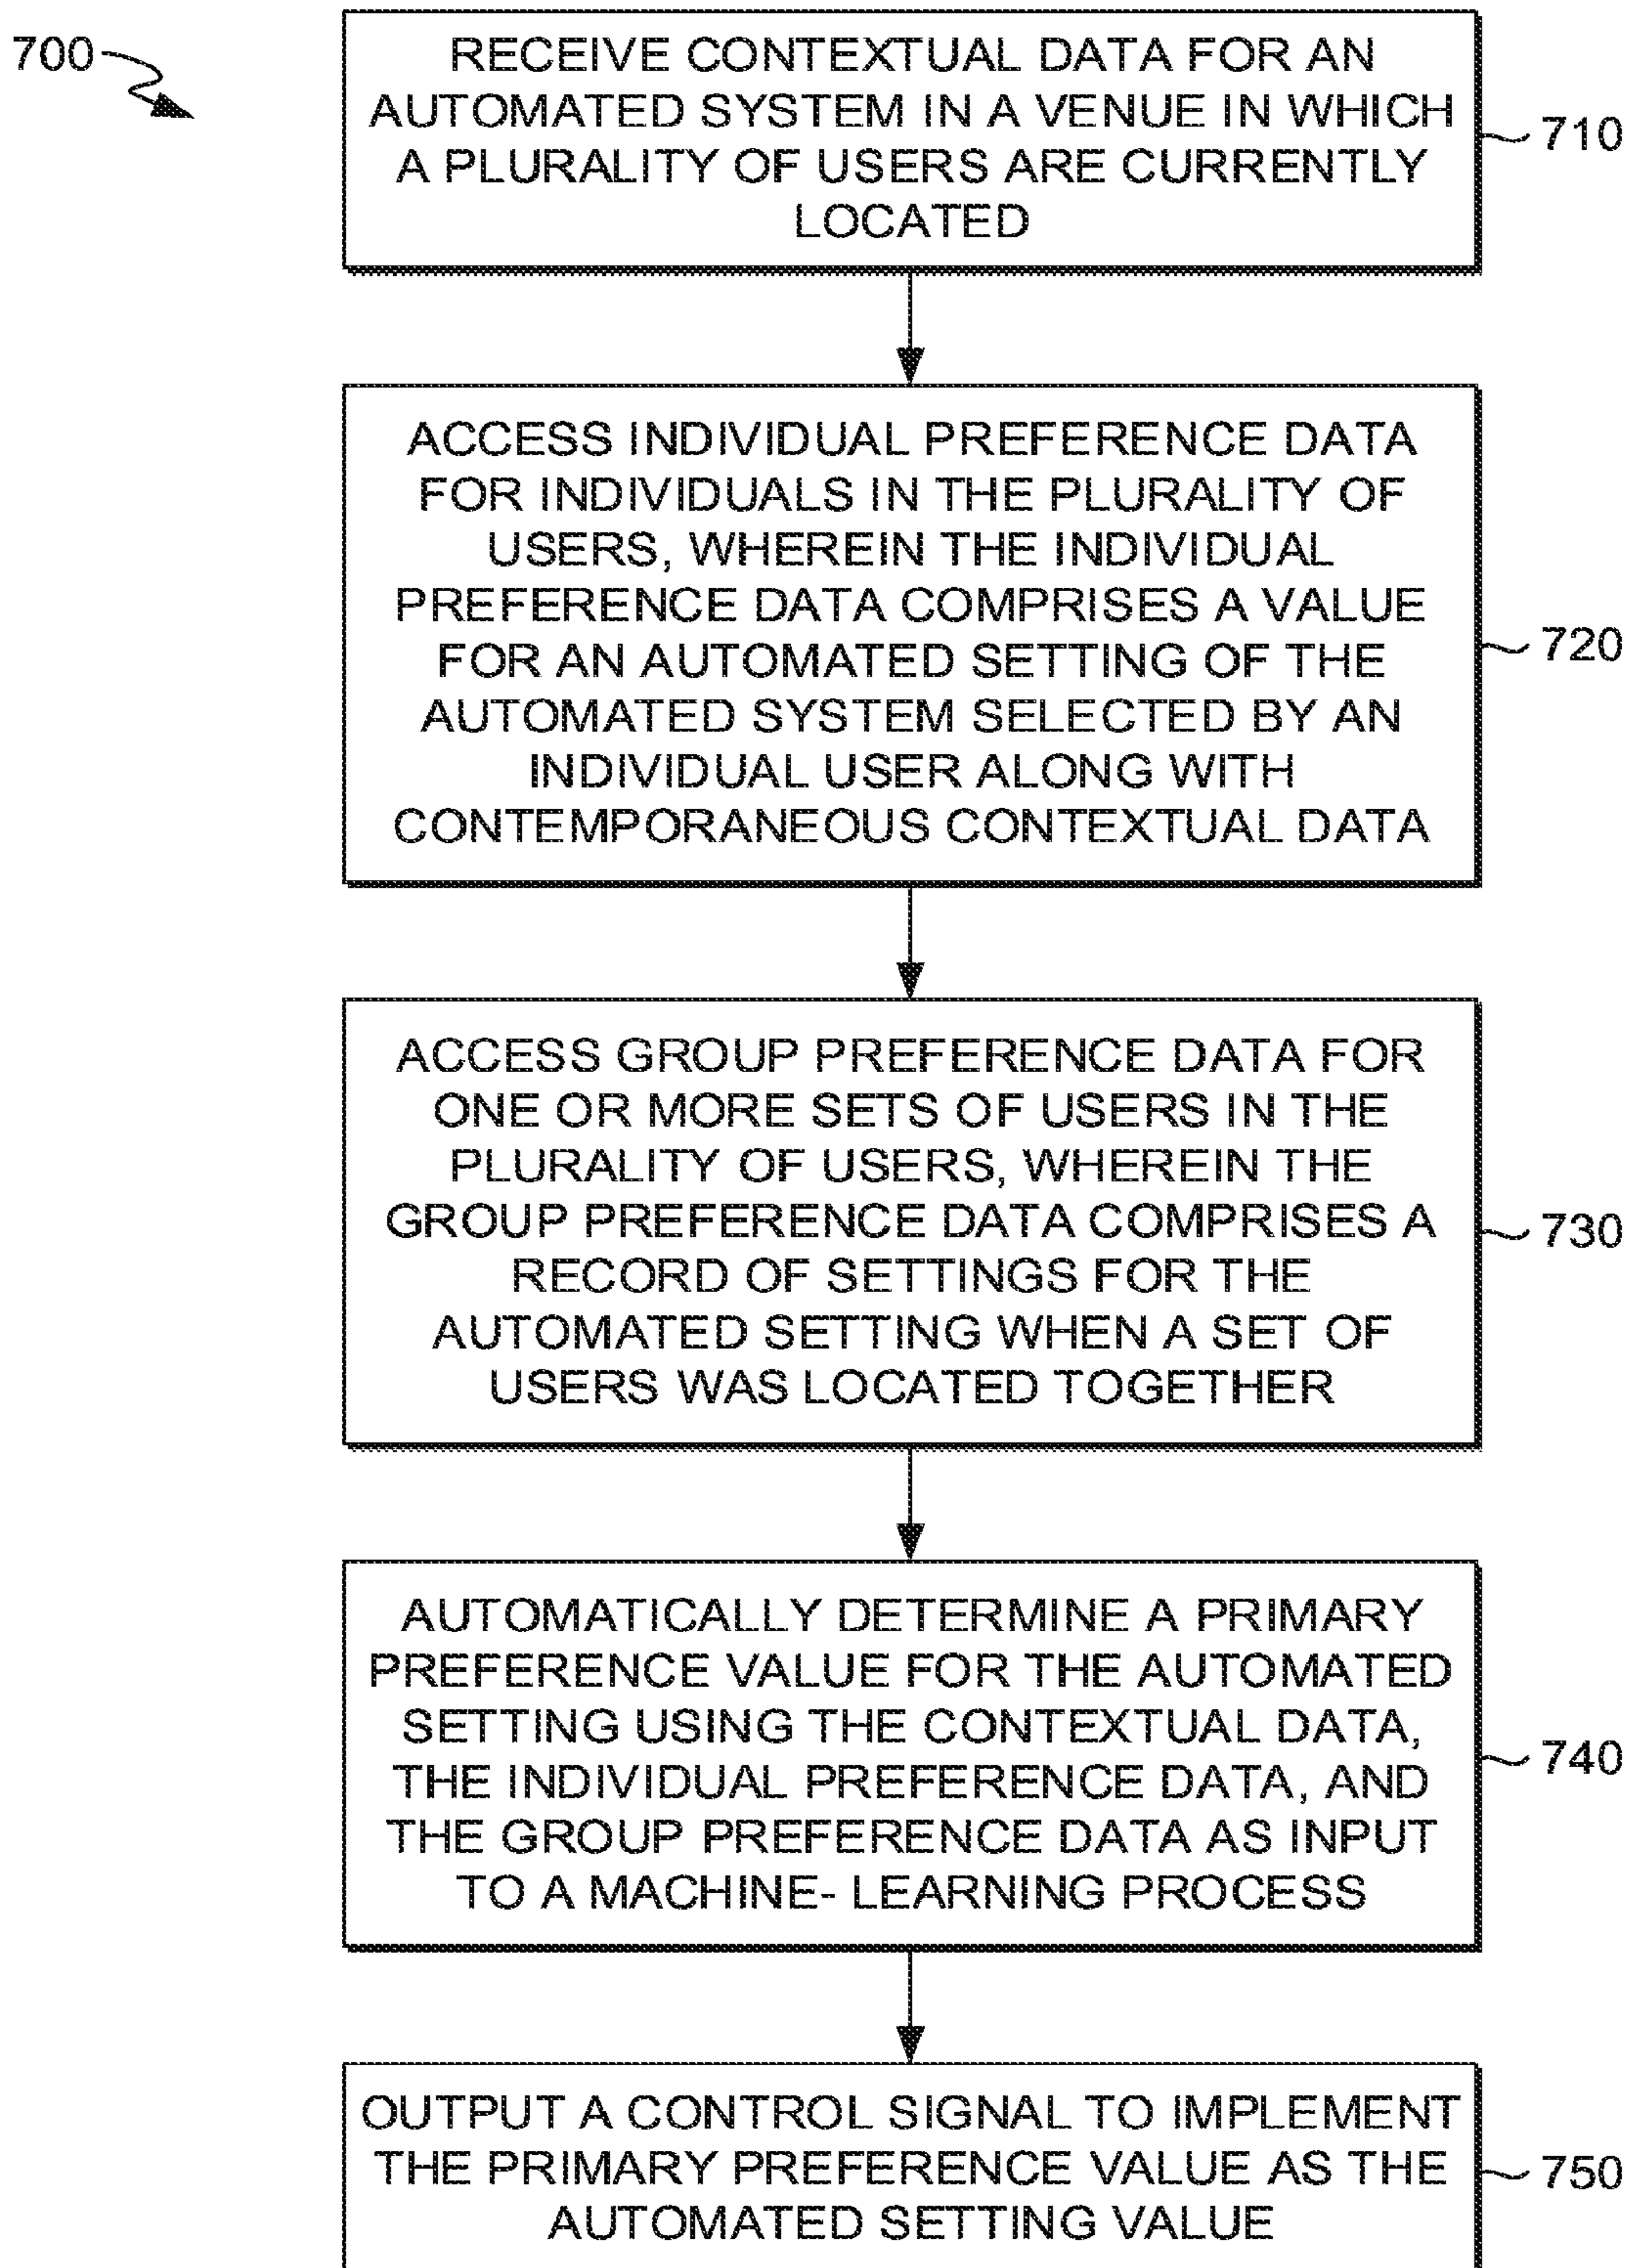 700
RECEIVE CONTEXTUAL DATA FOR AN
AUTOMATED SYSTEM IN A VENUE IN WHICH
A PLURALITY OF USERS ARE CURRENTLY
LOCATED
710
ACCESS INDIVIDUAL PREFERENCE DATA
FOR INDIVIDUALS IN THE PLURALITY OF
USERS, WHEREIN THE INDIVIDUAL
PREFERENCE DATA COMPRISES A VALUE
FOR AN AUTOMATED SETTING OF THE
AUTOMATED SYSTEM SELECTED BY AN
INDIVIDUAL USER ALONG WITH
CONTEMPORANEOUS CONTEXTUAL DATA
720
ACCESS GROUP PREFERENCE DATA FOR
ONE OR MORE SETS OF USERS IN THE
PLURALITY OF USERS, WHEREIN THE
GROUP PREFERENCE DATA COMPRISES A
RECORD OF SETTINGS FOR THE
AUTOMATED SETTING WHEN A SET OF
USERS WAS LOCATED TOGETHER
730
AUTOMATICALLY DETERMINE A PRIMARY
PREFERENCE VALUE FOR THE AUTOMATED
SETTING USING THE CONTEXTUAL DATA,
THE INDIVIDUAL PREFERENCE DATA, AND
THE GROUP PREFERENCE DATA AS INPUT
TO A MACHINE- LEARNING PROCESS
740
OUTPUT A CONTROL SIGNAL TO IMPLEMENT
THE PRIMARY PREFERENCE VALUE AS THE
AUTOMATED SETTING VALUE
750